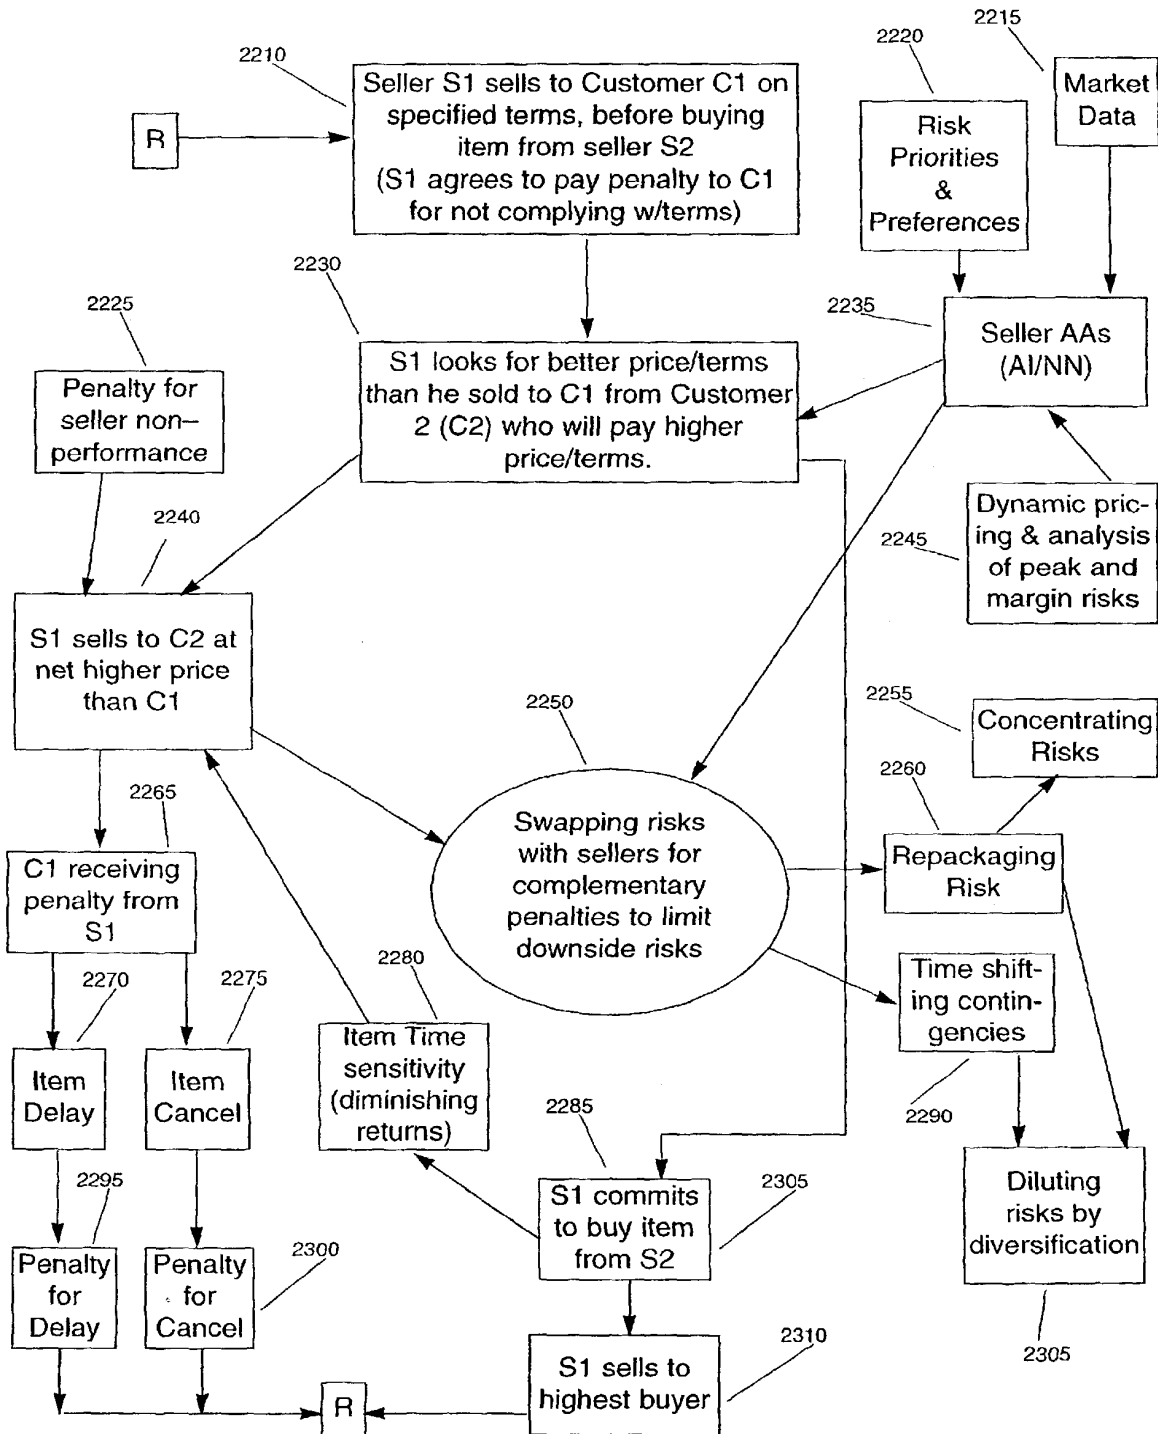 2210
Seller S1 sells to Customer C1 on
specified terms, before buying
item from seller S2
(S1 agrees to pay penalty to C1
for not complying w/terms)
R
2220
Risk
Priorities
&
Preferences
2215
Market
Data
2225
Penalty for
seller non–
performance
2230
S1 looks for better price/terms
than he sold to C1 from Customer
2 (C2) who will pay higher
price/terms.
2235
Seller AAs
(AI/NN)
2240
S1 sells to C2 at
net higher price
than C1
2245
Dynamic pric-
ing & analysis
of peak and
margin risks
2250
Swapping risks
with sellers for
complementary
penalties to limit
downside risks
2255
Concentrating
Risks
2260
Repackaging
Risk
2265
C1 receiving
penalty from
S1
2270
Item
Delay
2275
Item
Cancel
2280
Item Time
sensitivity
(diminishing
returns)
Time shift-
ing contin-
gencies
2290
2285
S1 commits
to buy item
from S2
2305
Diluting
risks by
diversification
2305
2295
Penalty
for
Delay
2300
Penalty
for
Cancel
2310
S1 sells to
highest buyer
R